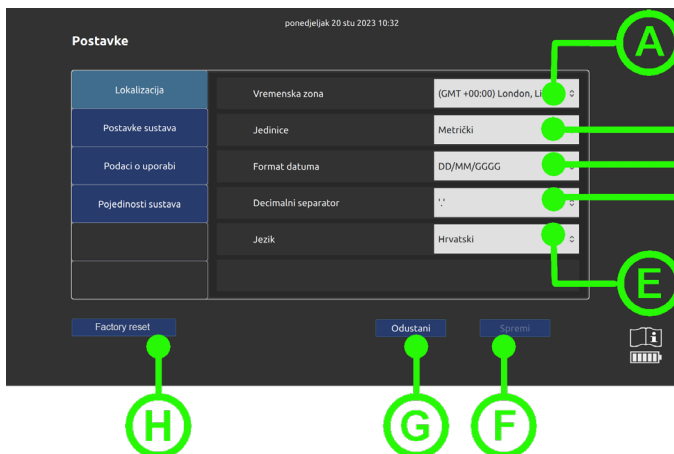 ponedjeljak 20 stu 2023 10:32
Postavke
A
Lokalizacija
Vremenska zona
(GMT +00:00) London, Li
Postavke sustava
Jedinice
Metrički
Podaci o uporabi
Format datuma
DD/MM/GGGG
Pojedinosti sustava
Decimalni separator
'.'
Jezik
Hrvatski
E
Factory reset
Odustani
Spremi
H
G
F